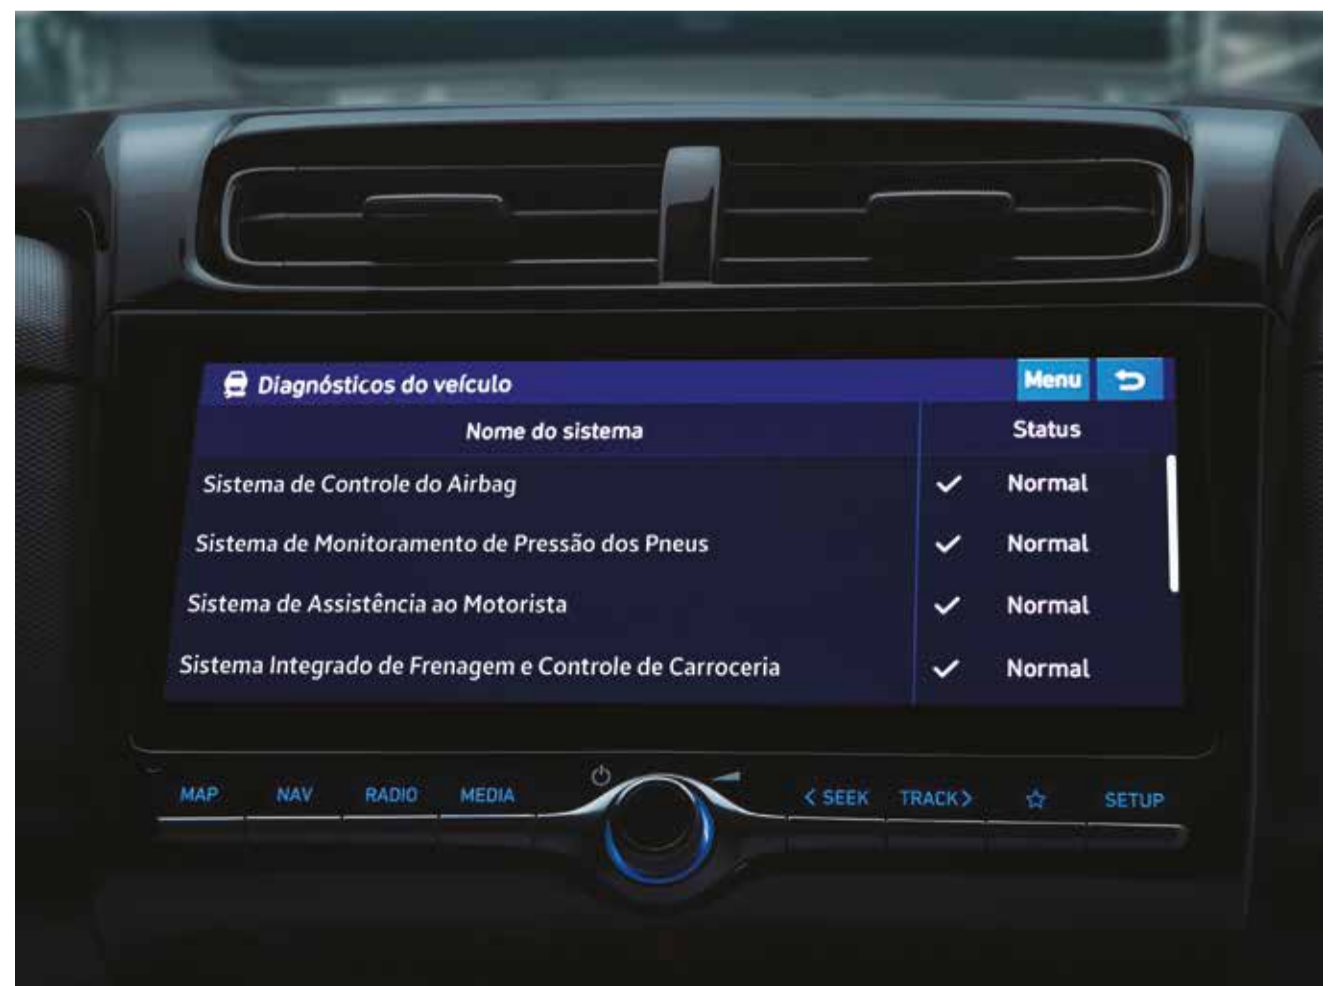 Diagnósticos do veículo Menu
Nome do sistema Status
Sistema de Controle do Airbag Normal
Sistema de Monitoramento de Pressão dos Pneus Normal
Sistema de Assistência ao Motorista Normal
Sistema Integrado de Frenagem e Controle de Carroceria Normal
MAP NAV RADIO MEDIA < SEEK TRACK > SETUP